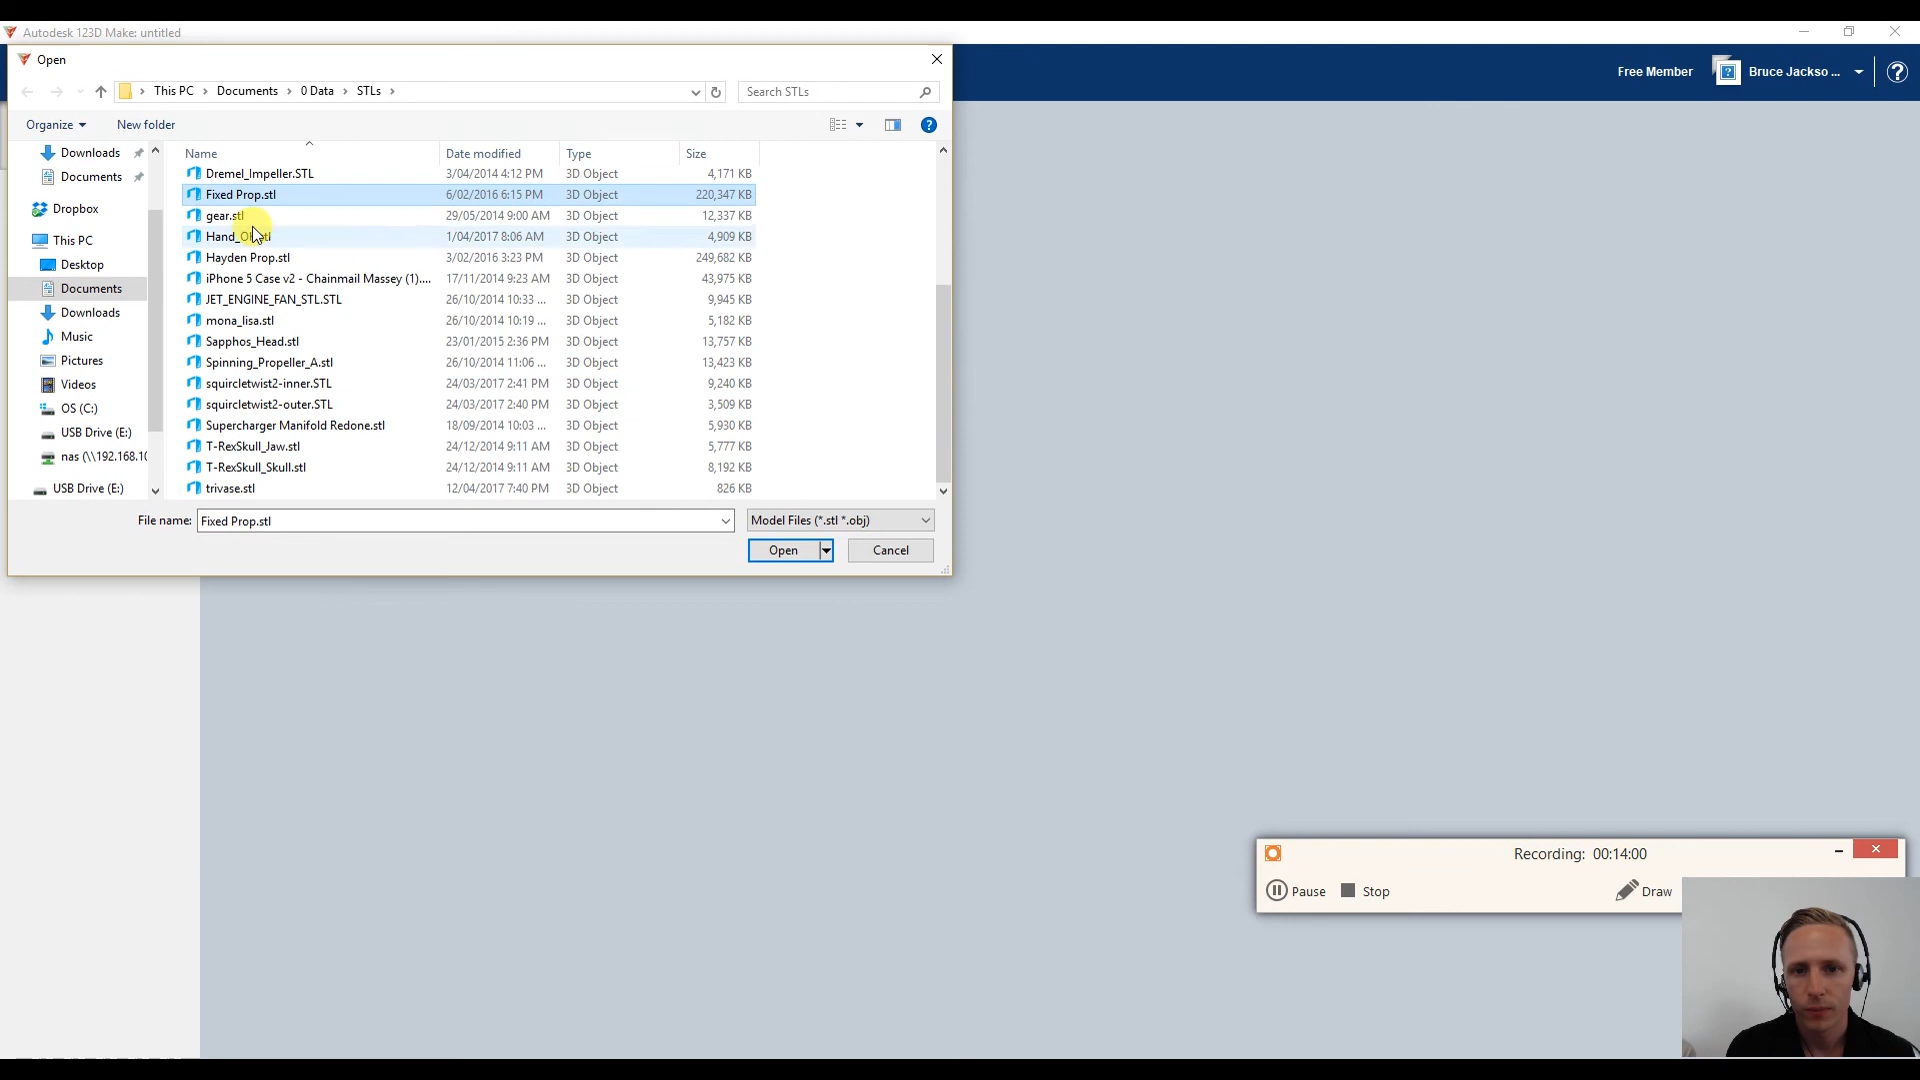 Autodesk 123D Make: untitled
Open
This PC > Documents > 0 Data > STLs >
Search STLs
Free Member
Bruce Jackso ...
Organize
New folder
Name
Date modified
Type
Size
Downloads
Documents
Dropbox
This PC
Desktop
Documents
Downloads
Music
Pictures
Videos
OS (C:)
USB Drive (E:)
nas (\\192.168.10
USB Drive (E:)
Dremel_Impeller.STL 3/04/2014 4:12 PM 3D Object 4,171 KB
Fixed Prop.stl 6/02/2016 6:15 PM 3D Object 220,347 KB
gear.stl 29/05/2014 9:00 AM 3D Object 12,337 KB
Hand_OK.stl 1/04/2017 8:06 AM 3D Object 4,909 KB
Hayden Prop.stl 3/02/2016 3:23 PM 3D Object 249,682 KB
iPhone 5 Case v2 - Chainmail Massey (1).... 17/11/2014 9:23 AM 3D Object 43,975 KB
JET_ENGINE_FAN_STL.STL 26/10/2014 10:33 ... 3D Object 9,945 KB
mona_lisa.stl 26/10/2014 10:19 ... 3D Object 5,182 KB
Sapphos_Head.stl 23/01/2015 2:36 PM 3D Object 13,757 KB
Spinning_Propeller_A.stl 26/10/2014 11:06 ... 3D Object 13,423 KB
squircletwist2-inner.STL 24/03/2017 2:41 PM 3D Object 9,240 KB
squircletwist2-outer.STL 24/03/2017 2:40 PM 3D Object 3,509 KB
Supercharger Manifold Redone.stl 18/09/2014 10:03 ... 3D Object 5,930 KB
T-RexSkull_Jaw.stl 24/12/2014 9:11 AM 3D Object 5,777 KB
T-RexSkull_Skull.stl 24/12/2014 9:11 AM 3D Object 8,192 KB
trivase.stl 12/04/2017 7:40 PM 3D Object 826 KB
File name: Fixed Prop.stl
Model Files (*.stl *.obj)
Open
Cancel
Recording: 00:14:00
Pause
Stop
Draw